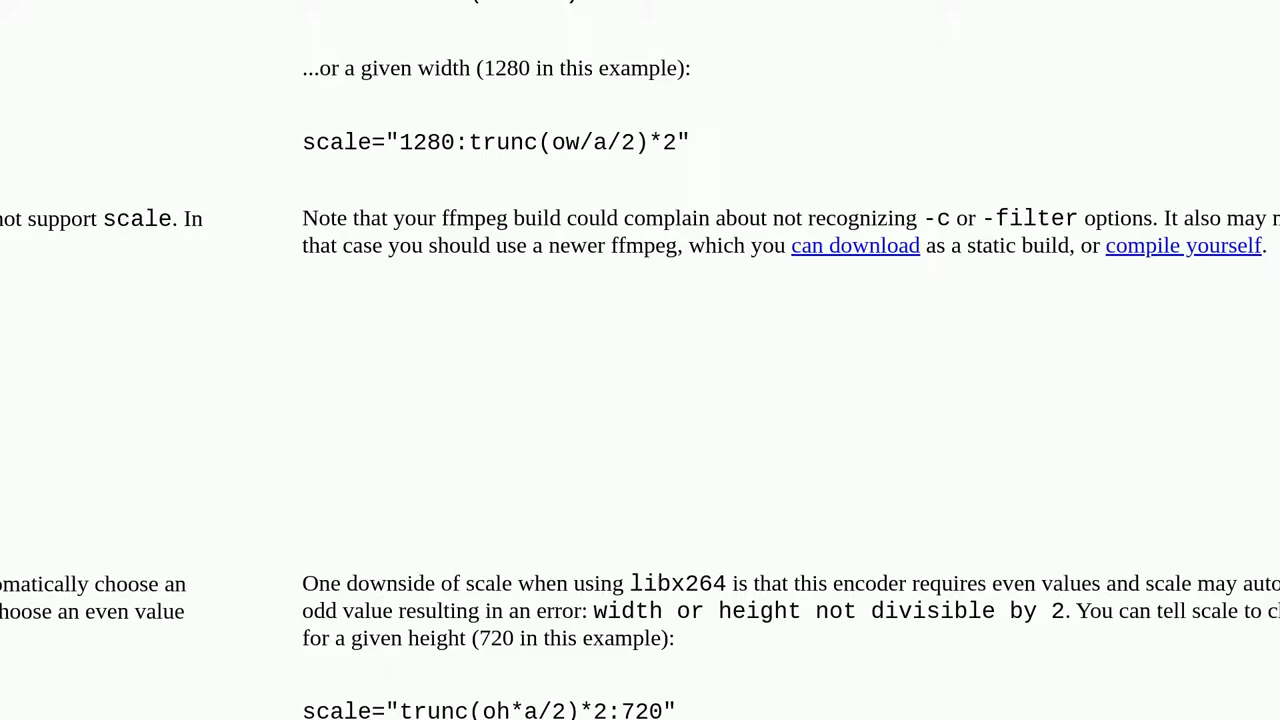 ...or a given width (1280 in this example):
scale="1280:trunc(ow/a/2)*2"
not support scale. In
Note that your ffmpeg build could complain about not recognizing -c or -filter options. It also may
that case you should use a newer ffmpeg, which you can download as a static build, or compile yourself.
matically choose an
hoose an even value
One downside of scale when using libx264 is that this encoder requires even values and scale may auto
odd value resulting in an error: width or height not divisible by 2. You can tell scale to c
for a given height (720 in this example):
scale="trunc(oh*a/2)*2:720"